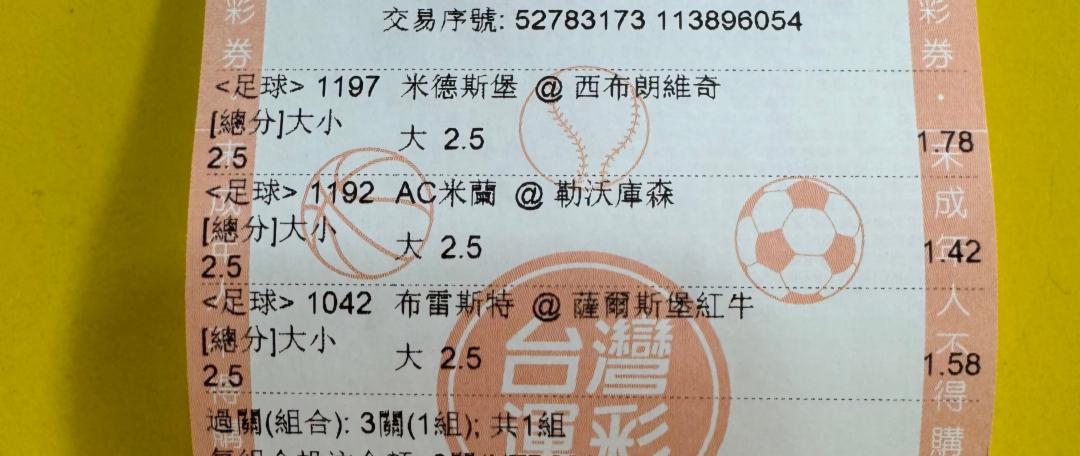 交易序號: 52783173 113896054
<足球> 1197 米德斯堡 @ 西布朗維奇
[總分]大小
2.5 大 2.5 1.78
<足球> 1192 AC米蘭 @ 勒沃庫森
[總分]大小
2.5 大 2.5 1.42
<足球> 1042 布雷斯特 @ 薩爾斯堡紅牛
[總分]大小
2.5 大 2.5 1.58
過關(組合): 3關(1組); 共1組
台灣
運彩
彩券
彩券・未成年人不得購